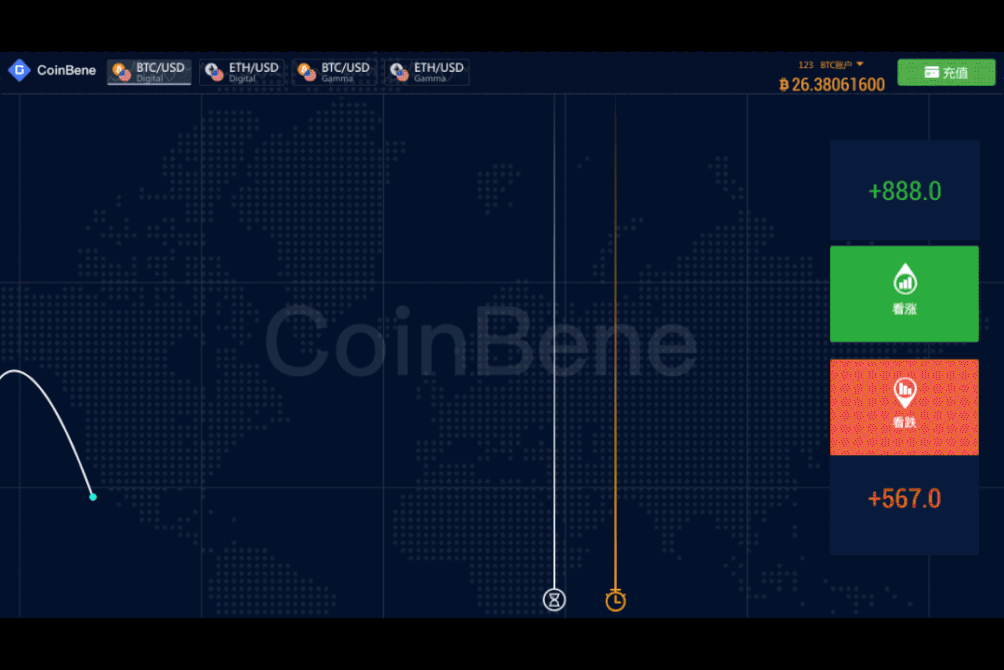 CoinBene
BTC/USD
Digital
ETH/USD
Digital
BTC/USD
Gamma
ETH/USD
Gamma
123 BTC账户
26.38061600
充值
+888.0
看涨
CoinBene
看跌
+567.0